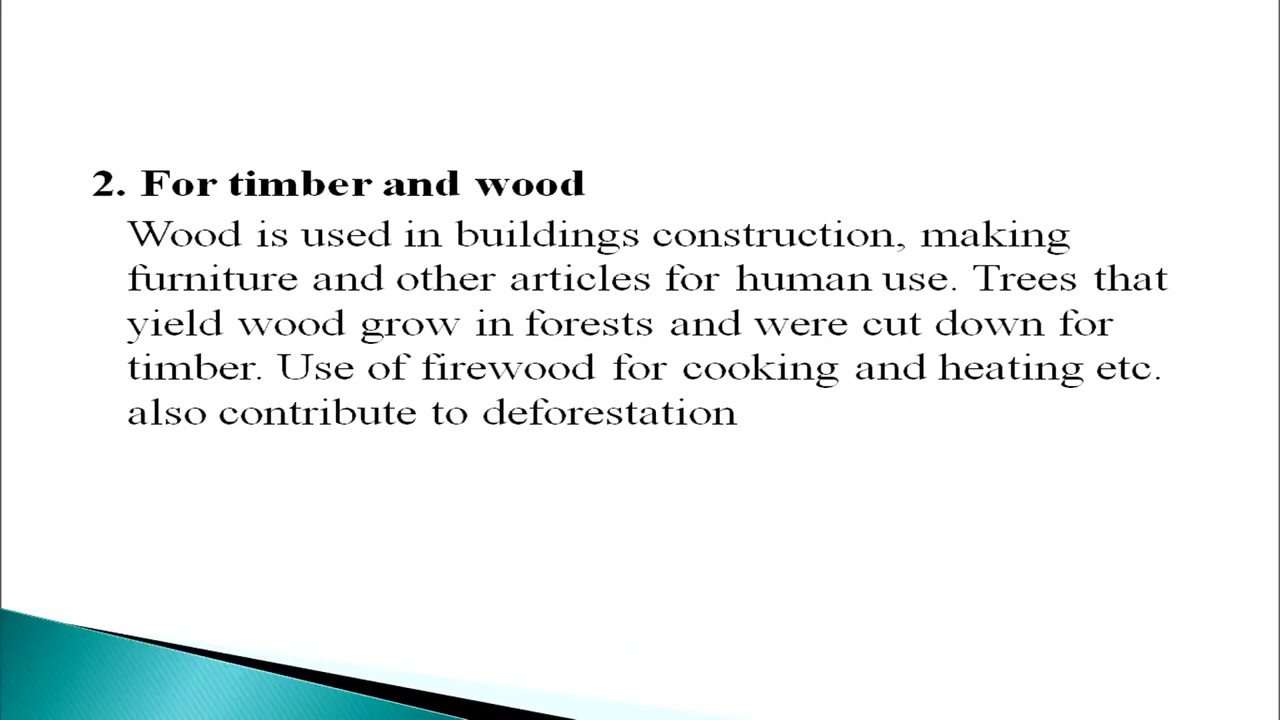 2. For timber and wood
Wood is used in buildings construction, making
furniture and other articles for human use. Trees that
yield wood grow in forests and were cut down for
timber. Use of firewood for cooking and heating etc.
also contribute to deforestation